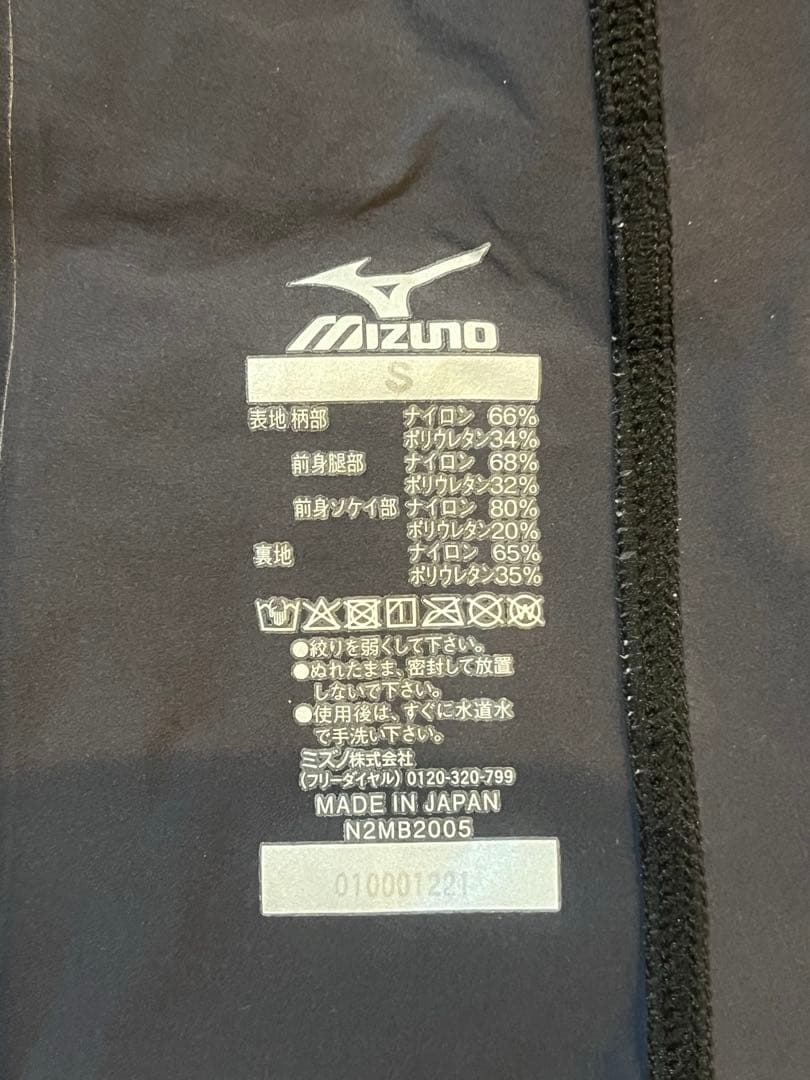 MIZUNO
S
表地 柄部 ナイロン 66%
ポリウレタン34%
前身腿部 ナイロン 68%
ポリウレタン32%
前身ソケイ部 ナイロン 80%
ポリウレタン20%
裏地 ナイロン 65%
ポリウレタン35%
●絞りを弱くして下さい。
●ぬれたまま、密封して放置
しないで下さい。
●使用後は、すぐに水道水
で手洗い下さい。
ミズノ株式会社
(フリーダイヤル) 0120-320-799
MADE IN JAPAN
N2MB2005
010001221